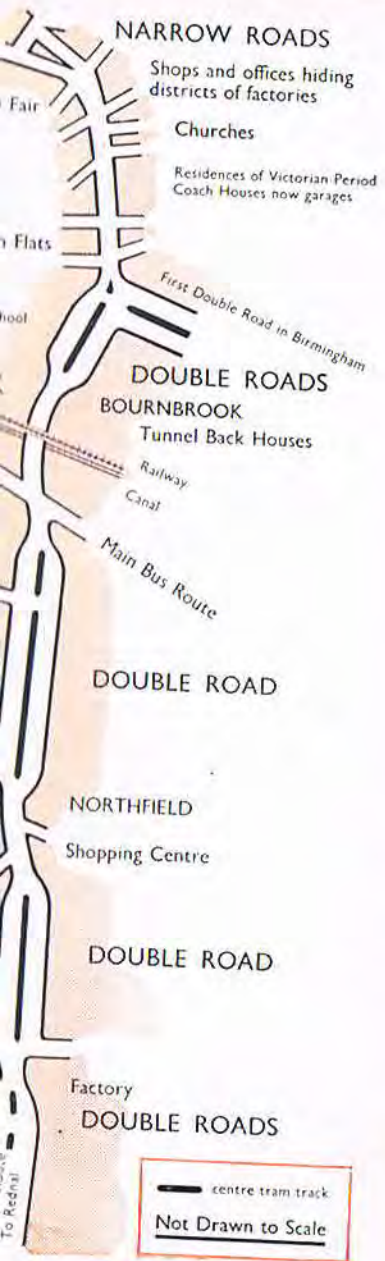 NARROW ROADS
Shops and offices hiding
districts of factories
Fair
Churches
Residences of Victorian Period
Coach Houses now garages
Flats
First Double Road in Birmingham
DOUBLE ROADS
BOURNBROOK
Tunnel Back Houses
Railway
Canal
Main Bus Route
DOUBLE ROAD
NORTHFIELD
Shopping Centre
DOUBLE ROAD
Factory
DOUBLE ROADS
To Rednal
centre tram track
Not Drawn to Scale